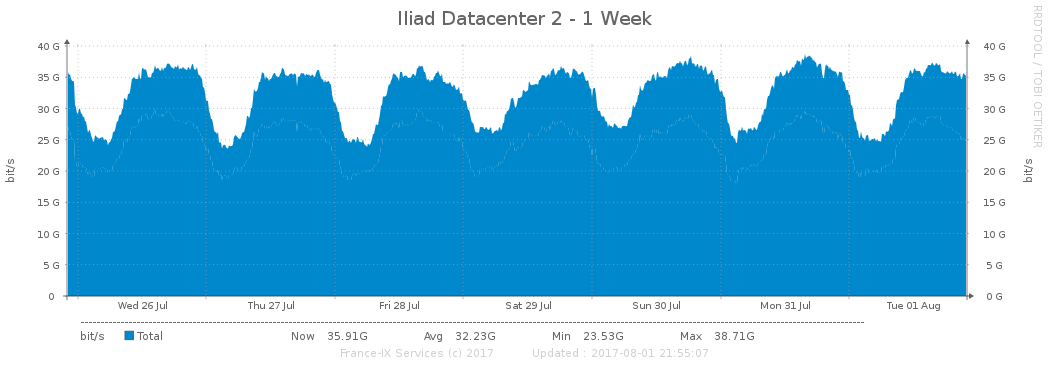 Iliad Datacenter 2 - 1 Week
RRDTOOL / TOBI OETIKER
40 G 40 G
35 G 35 G
30 G 30 G
25 G 25 G
20 G 20 G
15 G 15 G
10 G 10 G
5 G 5 G
0 0 G
bit/s
bit/s
Wed 26 Jul Thu 27 Jul Fri 28 Jul Sat 29 Jul Sun 30 Jul Mon 31 Jul Tue 01 Aug
bit/s Total Now 35.91G Avg 32.23G Min 23.53G Max 38.71G
France-IX Services (c) 2017 Updated : 2017-08-01 21:55:07